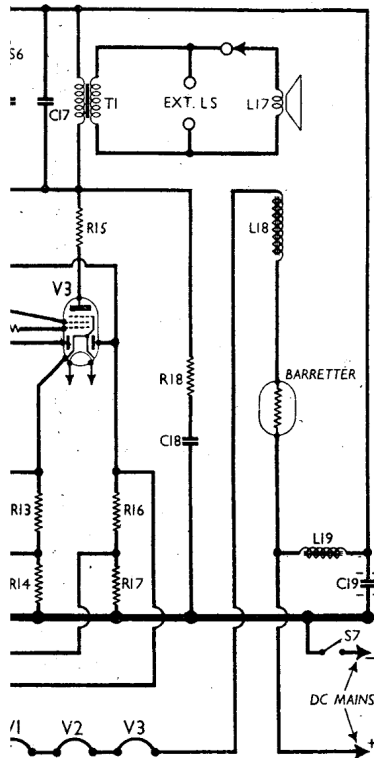 S6
C17
T1
EXT. LS
L17
R15
L18
V3
R18
BARRETTER
C18
R13
R16
L19
R14
R17
C19
S7
DC MAINS
V1 V2 V3